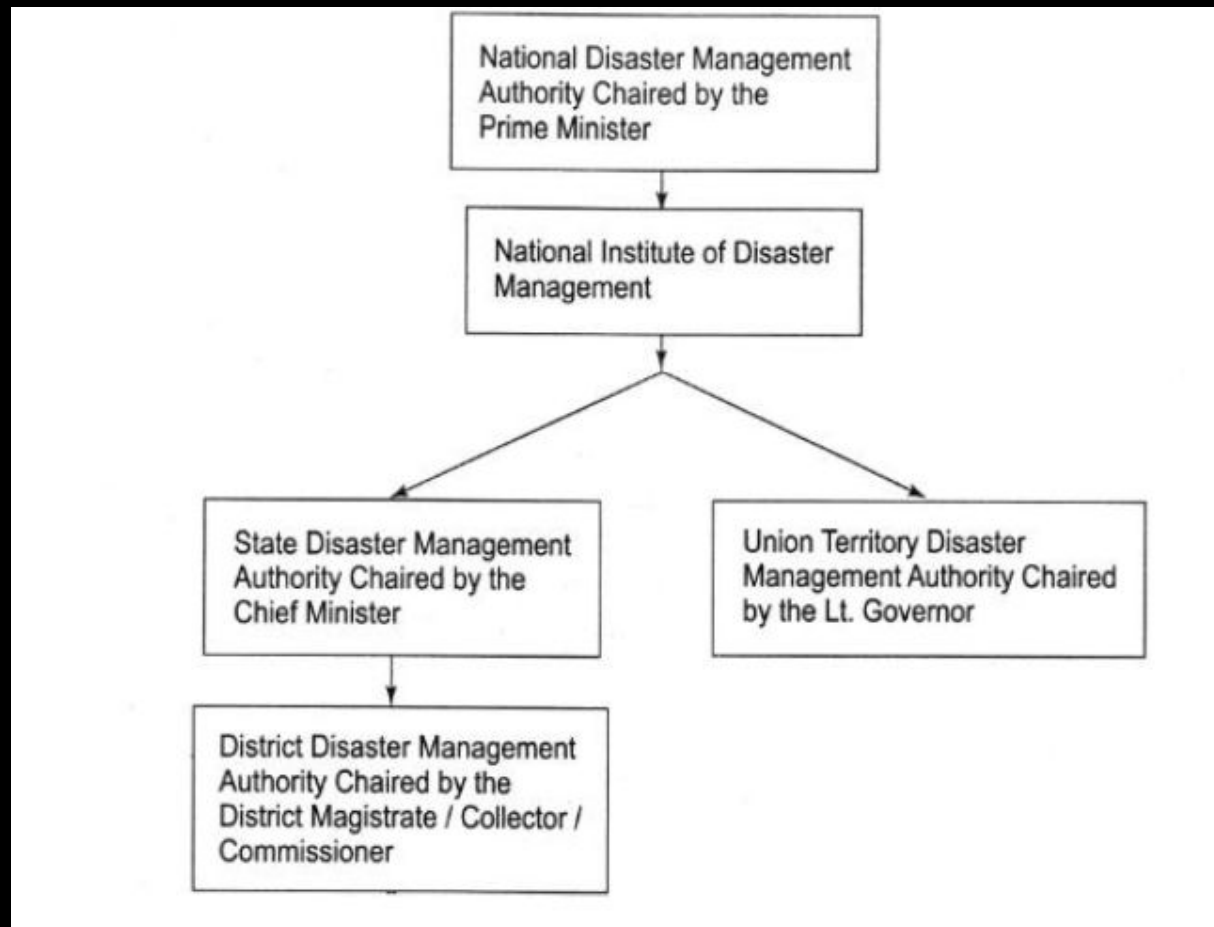 National Disaster Management
Authority Chaired by the
Prime Minister
National Institute of Disaster
Management
State Disaster Management
Authority Chaired by the
Chief Minister
Union Territory Disaster
Management Authority Chaired
by the Lt. Governor
District Disaster Management
Authority Chaired by the
District Magistrate / Collector /
Commissioner